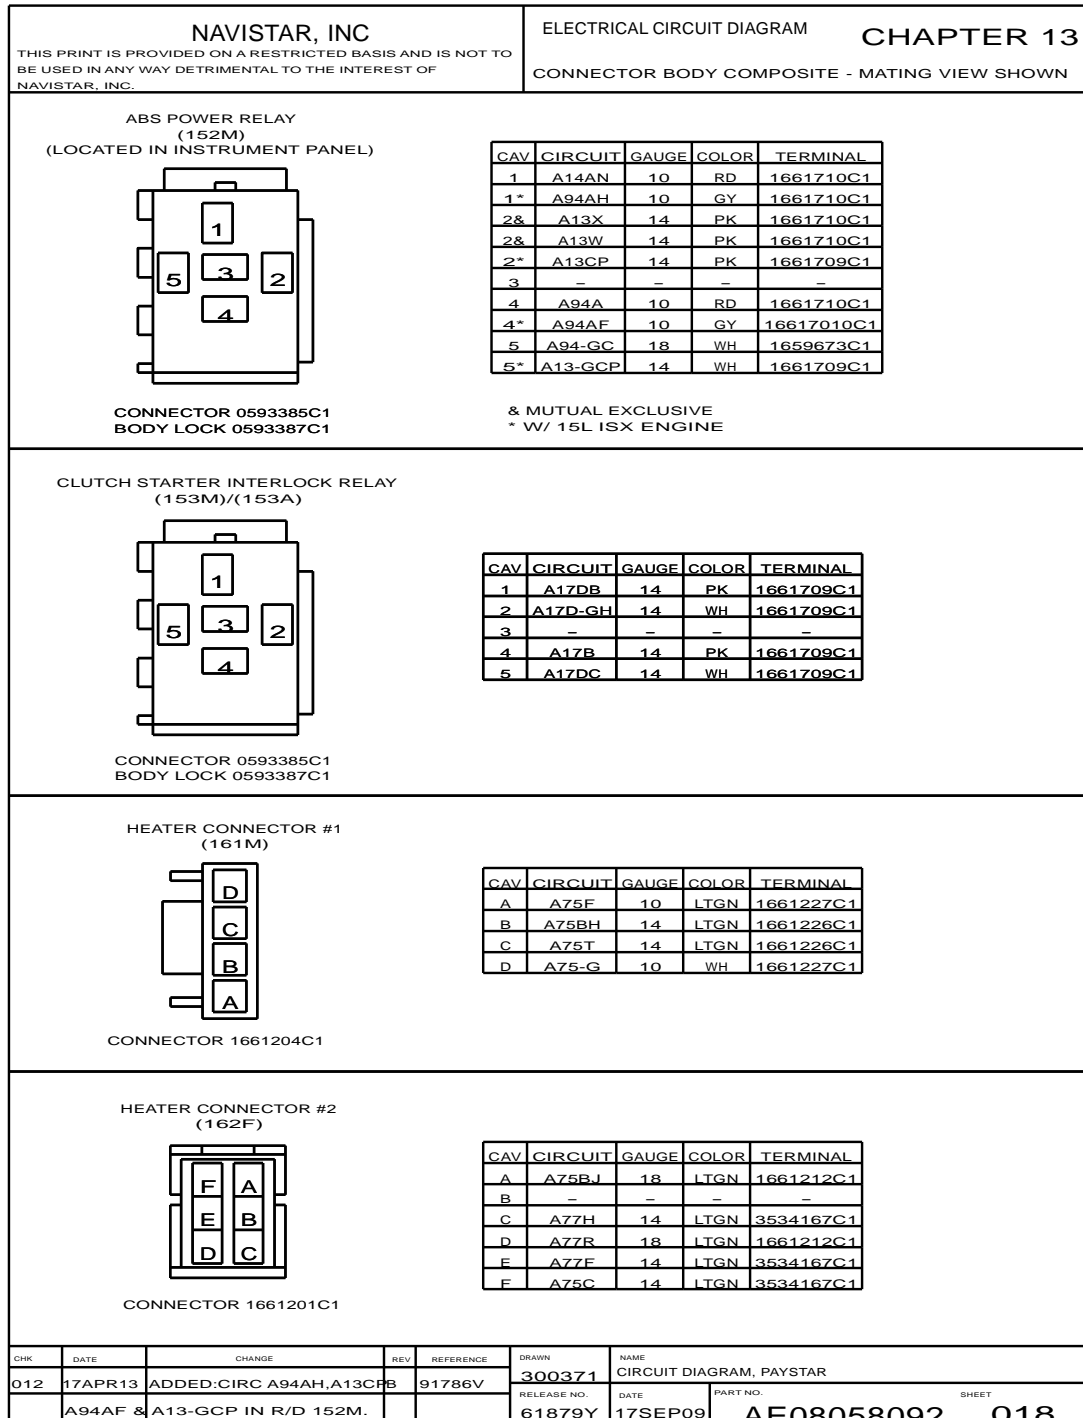 NAVISTAR, INC
THIS PRINT IS PROVIDED ON A RESTRICTED BASIS AND IS NOT TO
BE USED IN ANY WAY DETRIMENTAL TO THE INTEREST OF
NAVISTAR, INC.
ELECTRICAL CIRCUIT DIAGRAM
CHAPTER 13
CONNECTOR BODY COMPOSITE - MATING VIEW SHOWN
ABS POWER RELAY
(152M)
(LOCATED IN INSTRUMENT PANEL)
1
5 3 2
4
CONNECTOR 0593385C1
BODY LOCK 0593387C1
CAV CIRCUIT GAUGE COLOR TERMINAL
1 A14AN 10 RD 1661710C1
1* A94AH 10 GY 1661710C1
2& A13X 14 PK 1661710C1
2& A13W 14 PK 1661710C1
2* A13CP 14 PK 1661709C1
3 – – – –
4 A94A 10 RD 1661710C1
4* A94AF 10 GY 16617010C1
5 A94-GC 18 WH 1659673C1
5* A13-GCP 14 WH 1661709C1
& MUTUAL EXCLUSIVE
* W/ 15L ISX ENGINE
CLUTCH STARTER INTERLOCK RELAY
(153M)/(153A)
1
5 3 2
4
CONNECTOR 0593385C1
BODY LOCK 0593387C1
CAV CIRCUIT GAUGE COLOR TERMINAL
1 A17DB 14 PK 1661709C1
2 A17D-GH 14 WH 1661709C1
3 – – – –
4 A17B 14 PK 1661709C1
5 A17DC 14 WH 1661709C1
HEATER CONNECTOR #1
(161M)
D
C
B
A
CONNECTOR 1661204C1
CAV CIRCUIT GAUGE COLOR TERMINAL
A A75F 10 LTGN 1661227C1
B A75BH 14 LTGN 1661226C1
C A75T 14 LTGN 1661226C1
D A75-G 10 WH 1661227C1
HEATER CONNECTOR #2
(162F)
F A
E B
D C
CONNECTOR 1661201C1
CAV CIRCUIT GAUGE COLOR TERMINAL
A A75BJ 18 LTGN 1661212C1
B – – – –
C A77H 14 LTGN 3534167C1
D A77R 18 LTGN 1661212C1
E A77F 14 LTGN 3534167C1
F A75C 14 LTGN 3534167C1
CHK DATE CHANGE REV REFERENCE
012 17APR13 ADDED:CIRC A94AH,A13CP B 91786V
A94AF & A13-GCP IN R/D 152M.
DRAWN
300371
NAME
CIRCUIT DIAGRAM, PAYSTAR
RELEASE NO.
61879Y
DATE
17SEP09
PART NO.
AE08058092
SHEET
018